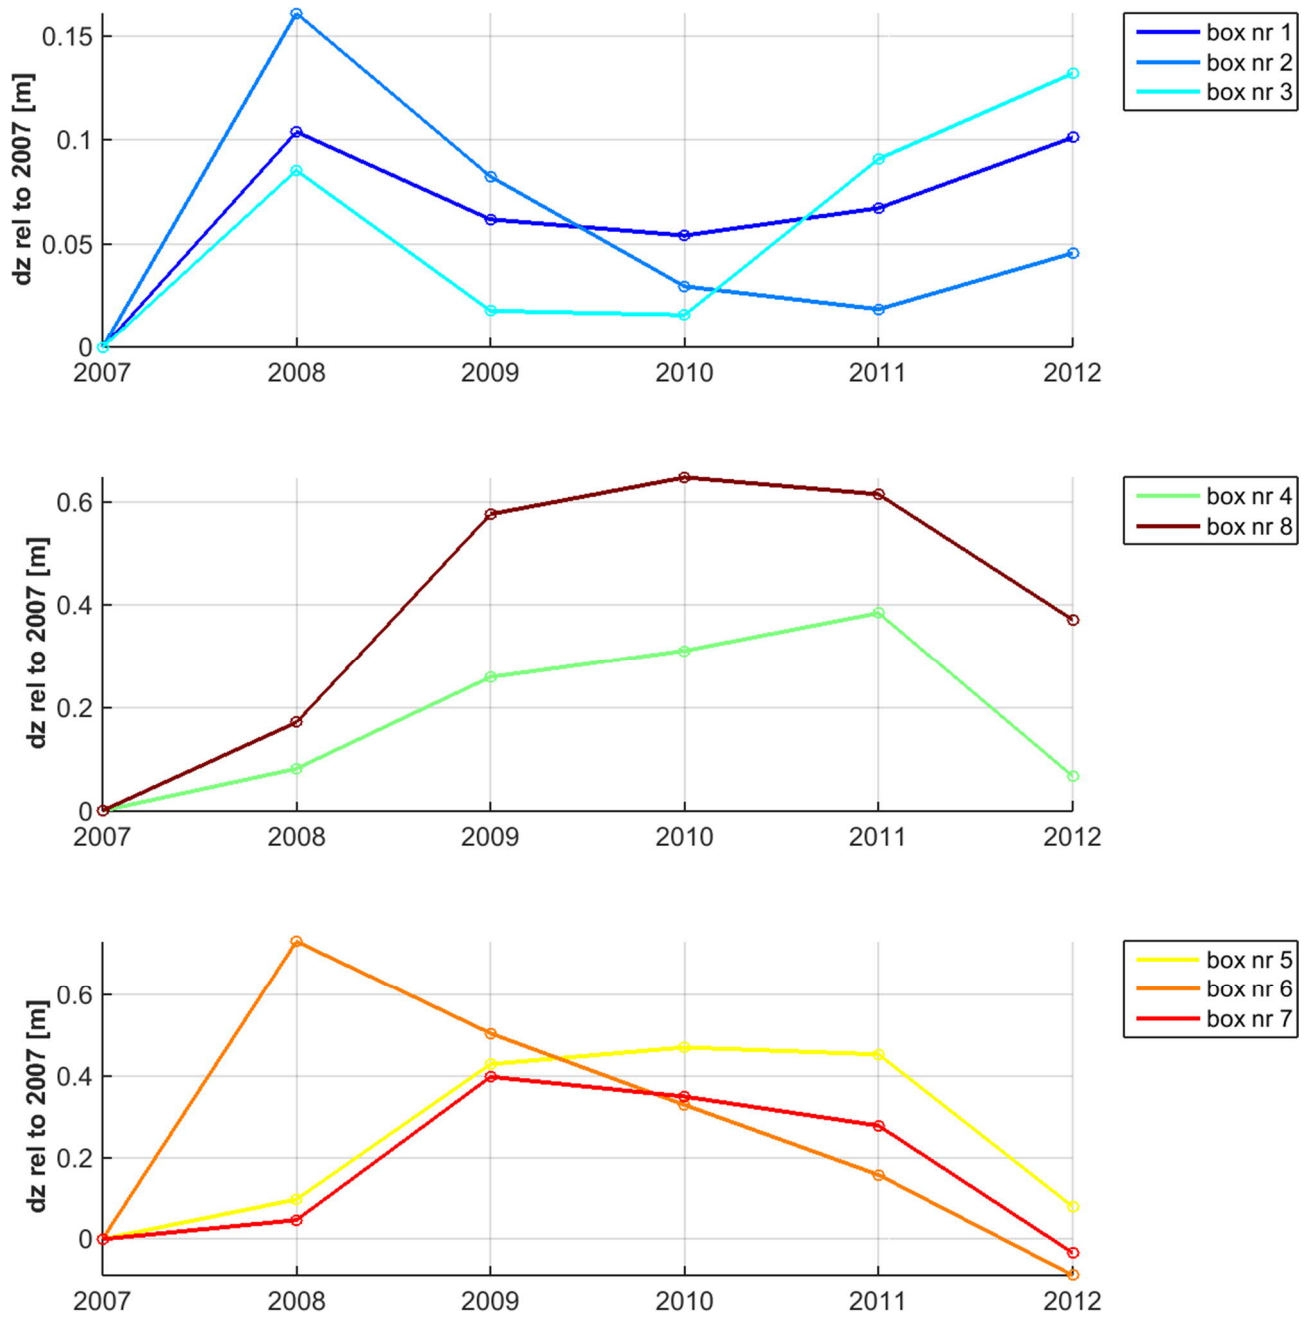 dz rel to 2007 [m]
0.15
0.1
0.05
0
2007 2008 2009 2010 2011 2012
box nr 1
box nr 2
box nr 3
dz rel to 2007 [m]
0.6
0.4
0.2
0
2007 2008 2009 2010 2011 2012
box nr 4
box nr 8
dz rel to 2007 [m]
0.6
0.4
0.2
0
2007 2008 2009 2010 2011 2012
box nr 5
box nr 6
box nr 7